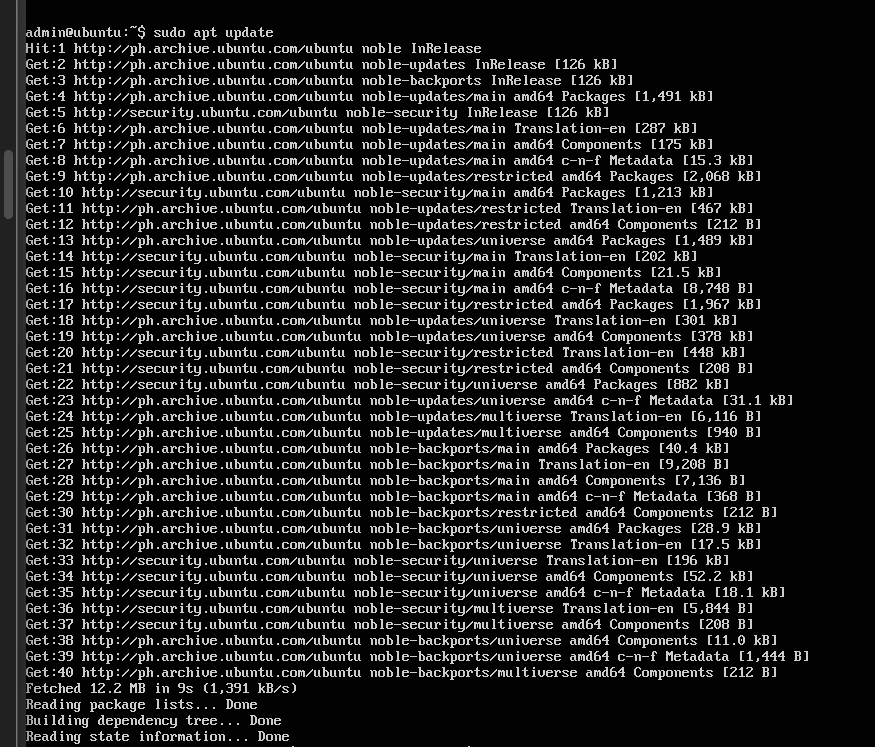 admin@ubuntu:~$ sudo apt update
Hit:1 http://ph.archive.ubuntu.com/ubuntu noble InRelease
Get:2 http://ph.archive.ubuntu.com/ubuntu noble-updates InRelease [126 kB]
Get:3 http://ph.archive.ubuntu.com/ubuntu noble-backports InRelease [126 kB]
Get:4 http://ph.archive.ubuntu.com/ubuntu noble-updates/main amd64 Packages [1,491 kB]
Get:5 http://security.ubuntu.com/ubuntu noble-security InRelease [126 kB]
Get:6 http://ph.archive.ubuntu.com/ubuntu noble-updates/main Translation-en [287 kB]
Get:7 http://ph.archive.ubuntu.com/ubuntu noble-updates/main amd64 Components [175 kB]
Get:8 http://ph.archive.ubuntu.com/ubuntu noble-updates/main amd64 c-n-f Metadata [15.3 kB]
Get:9 http://ph.archive.ubuntu.com/ubuntu noble-updates/restricted amd64 Packages [2,068 kB]
Get:10 http://security.ubuntu.com/ubuntu noble-security/main amd64 Packages [1,213 kB]
Get:11 http://ph.archive.ubuntu.com/ubuntu noble-updates/restricted Translation-en [467 kB]
Get:12 http://ph.archive.ubuntu.com/ubuntu noble-updates/restricted amd64 Components [212 B]
Get:13 http://ph.archive.ubuntu.com/ubuntu noble-updates/universe amd64 Packages [1,489 kB]
Get:14 http://security.ubuntu.com/ubuntu noble-security/main Translation-en [202 kB]
Get:15 http://security.ubuntu.com/ubuntu noble-security/main amd64 Components [21.5 kB]
Get:16 http://security.ubuntu.com/ubuntu noble-security/main amd64 c-n-f Metadata [8,748 B]
Get:17 http://security.ubuntu.com/ubuntu noble-security/restricted amd64 Packages [1,967 kB]
Get:18 http://ph.archive.ubuntu.com/ubuntu noble-updates/universe Translation-en [301 kB]
Get:19 http://ph.archive.ubuntu.com/ubuntu noble-updates/universe amd64 Components [378 kB]
Get:20 http://security.ubuntu.com/ubuntu noble-security/restricted Translation-en [448 kB]
Get:21 http://security.ubuntu.com/ubuntu noble-security/restricted amd64 Components [208 B]
Get:22 http://security.ubuntu.com/ubuntu noble-security/universe amd64 Packages [882 kB]
Get:23 http://ph.archive.ubuntu.com/ubuntu noble-updates/universe amd64 c-n-f Metadata [31.1 kB]
Get:24 http://ph.archive.ubuntu.com/ubuntu noble-updates/multiverse Translation-en [6,116 B]
Get:25 http://ph.archive.ubuntu.com/ubuntu noble-updates/multiverse amd64 Components [940 B]
Get:26 http://ph.archive.ubuntu.com/ubuntu noble-backports/main amd64 Packages [40.4 kB]
Get:27 http://ph.archive.ubuntu.com/ubuntu noble-backports/main Translation-en [9,208 B]
Get:28 http://ph.archive.ubuntu.com/ubuntu noble-backports/main amd64 Components [7,136 B]
Get:29 http://ph.archive.ubuntu.com/ubuntu noble-backports/main amd64 c-n-f Metadata [368 B]
Get:30 http://ph.archive.ubuntu.com/ubuntu noble-backports/restricted amd64 Components [212 B]
Get:31 http://ph.archive.ubuntu.com/ubuntu noble-backports/universe amd64 Packages [28.9 kB]
Get:32 http://ph.archive.ubuntu.com/ubuntu noble-backports/universe Translation-en [17.5 kB]
Get:33 http://security.ubuntu.com/ubuntu noble-security/universe Translation-en [196 kB]
Get:34 http://security.ubuntu.com/ubuntu noble-security/universe amd64 Components [52.2 kB]
Get:35 http://security.ubuntu.com/ubuntu noble-security/universe amd64 c-n-f Metadata [18.1 kB]
Get:36 http://security.ubuntu.com/ubuntu noble-security/multiverse Translation-en [5,844 B]
Get:37 http://security.ubuntu.com/ubuntu noble-security/multiverse amd64 Components [208 B]
Get:38 http://ph.archive.ubuntu.com/ubuntu noble-backports/universe amd64 Components [11.0 kB]
Get:39 http://ph.archive.ubuntu.com/ubuntu noble-backports/universe amd64 c-n-f Metadata [1,444 B]
Get:40 http://ph.archive.ubuntu.com/ubuntu noble-backports/multiverse amd64 Components [212 B]
Fetched 12.2 MB in 9s (1,391 kB/s)
Reading package lists... Done
Building dependency tree... Done
Reading state information... Done